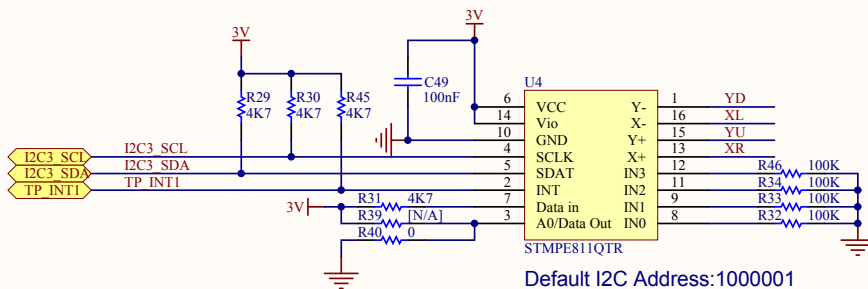 3V
3V
U4
R29
4K7
R30
4K7
R45
4K7
C49
100nF
6
VCC
Y-
1
YD
14
Vio
X-
16
XL
10
GND
Y+
15
YU
I2C3_SCL
I2C3_SCL
4
SCLK
X+
13
XR
I2C3_SDA
I2C3_SDA
5
SDAT
IN3
12
R46
100K
TP_INT1
TP_INT1
2
INT
IN2
11
R34
100K
3V
R31
4K7
7
Data in
IN1
9
R33
100K
R39
[N/A]
3
A0/Data Out
IN0
8
R32
100K
R40
0
STMPE811QTR
Default I2C Address:1000001